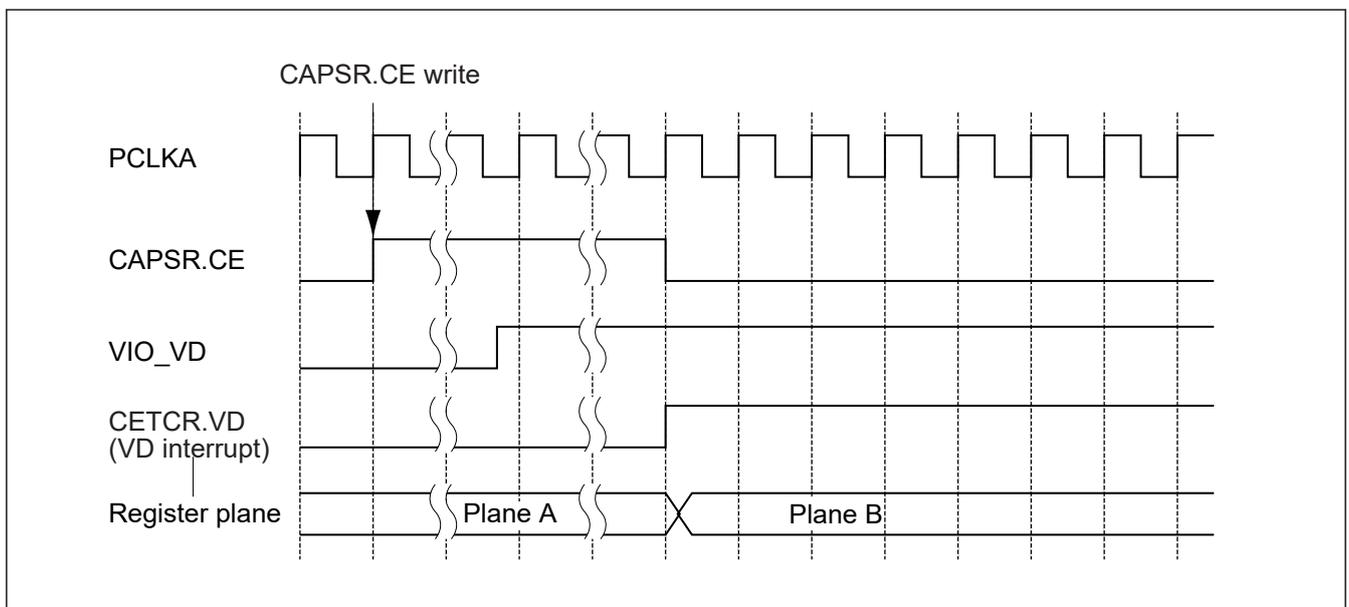 CAPSR.CE write
PCLKA
CAPSR.CE
VIO_VD
CETCR.VD
(VD interrupt)
Register plane
Plane A
Plane B